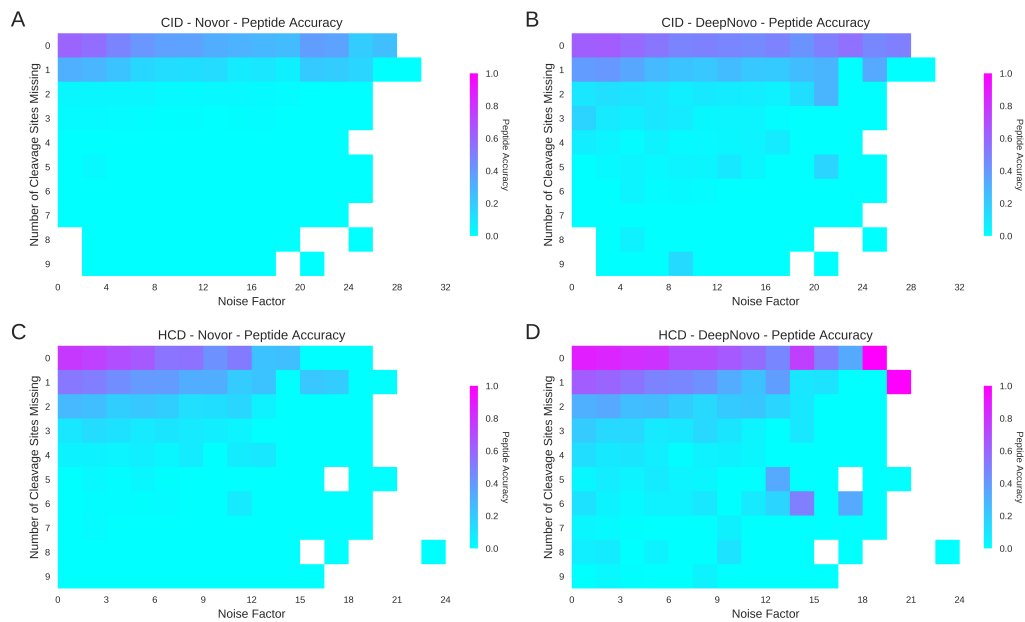 A
CID - Novor - Peptide Accuracy
Number of Cleavage Sites Missing
0
1
2
3
4
5
6
7
8
9
0 4 8 12 16 20 24 28 32
Noise Factor
1.0
0.8
0.6
0.4
0.2
0.0
Peptide Accuracy
B
CID - DeepNovo - Peptide Accuracy
Number of Cleavage Sites Missing
0
1
2
3
4
5
6
7
8
9
0 4 8 12 16 20 24 28 32
Noise Factor
1.0
0.8
0.6
0.4
0.2
0.0
Peptide Accuracy
C
HCD - Novor - Peptide Accuracy
Number of Cleavage Sites Missing
0
1
2
3
4
5
6
7
8
9
0 3 6 9 12 15 18 21 24
Noise Factor
1.0
0.8
0.6
0.4
0.2
0.0
Peptide Accuracy
D
HCD - DeepNovo - Peptide Accuracy
Number of Cleavage Sites Missing
0
1
2
3
4
5
6
7
8
9
0 3 6 9 12 15 18 21 24
Noise Factor
1.0
0.8
0.6
0.4
0.2
0.0
Peptide Accuracy